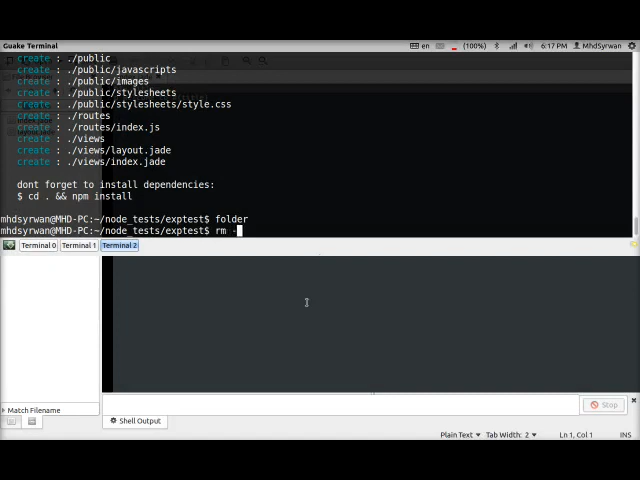 Guake Terminal
en (100%) 6:17 PM MhdSyrwan
create : ./public
create : ./public/javascripts
create : ./public/images
create : ./public/stylesheets
create : ./public/stylesheets/style.css
create : ./routes
create : ./routes/index.js
create : ./views
create : ./views/layout.jade
create : ./views/index.jade
dont forget to install dependencies:
$ cd . && npm install
mhdsyrwan@MHD-PC:~/node_tests/exptest$ folder
mhdsyrwan@MHD-PC:~/node_tests/exptest$ rm -
Terminal 0 Terminal 1 Terminal 2
Stop
Match Filename
Shell Output
Plain Text Tab Width: 2 Ln 1, Col 1 INS